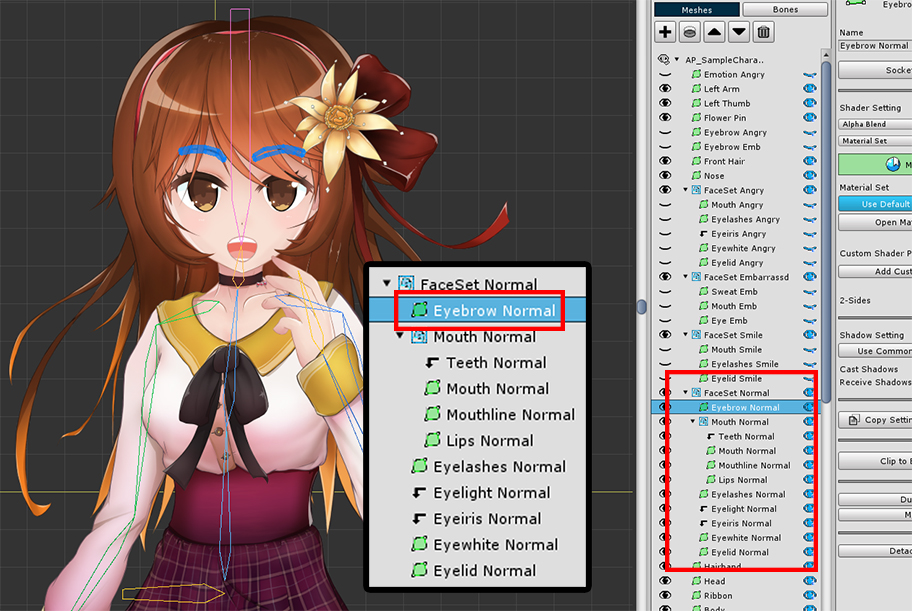 Meshes
Bones
AP_SampleChara..
Emotion Angry
Left Arm
Left Thumb
Flower Pin
Eyebrow Angry
Eyebrow Emb
Front Hair
Nose
FaceSet Angry
Mouth Angry
Eyelashes Angry
Eyeiris Angry
Eyewhite Angry
Eyelid Angry
FaceSet Embarrassd
Sweat Emb
Mouth Emb
Eye Emb
FaceSet Smile
Mouth Smile
Eyelashes Smile
Eyelid Smile
FaceSet Normal
Eyebrow Normal
Mouth Normal
Teeth Normal
Mouth Normal
Mouthline Normal
Lips Normal
Eyelashes Normal
Eyelight Normal
Eyeiris Normal
Eyewhite Normal
Eyelid Normal
Hairband
Head
Ribbon
Body
FaceSet Normal
Eyebrow Normal
Mouth Normal
Teeth Normal
Mouth Normal
Mouthline Normal
Lips Normal
Eyelashes Normal
Eyelight Normal
Eyeiris Normal
Eyewhite Normal
Eyelid Normal
Eyebro
Name
Eyebrow Normal
Socke
Shader Setting
Alpha Blend
Material Set
M
Material Set
Use Default
Open Ma
Custom Shader P
Add Cust
2-Sides
Shadow Setting
Use Commor
Cast Shadows
Receive Shadows
Copy Settin
Clip to E
Du
M
Detac